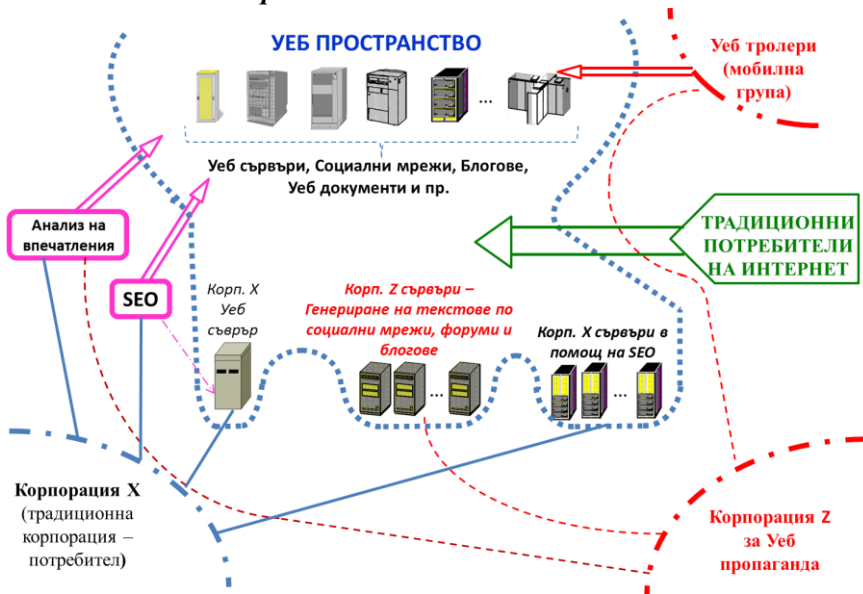 УЕБ ПРОСТРАНСТВО
Уеб тролери
(мобилна
група)
...
Уеб сървъри, Социални мрежи, Блогове,
Уеб документи и пр.
Анализ на
впечатления
ТРАДИЦИОННИ
ПОТРЕБИТЕЛИ
НА ИНТЕРНЕТ
SEO
Корп. X
Уеб
съврър
Корп. Z сървъри –
Генериране на текстове по
социални мрежи, форуми и
блогове
Корп. X сървъри в
помощ на SEO
...
...
Корпорация X
(традиционна
корпорация –
потребител)
Корпорация Z
за Уеб
пропаганда